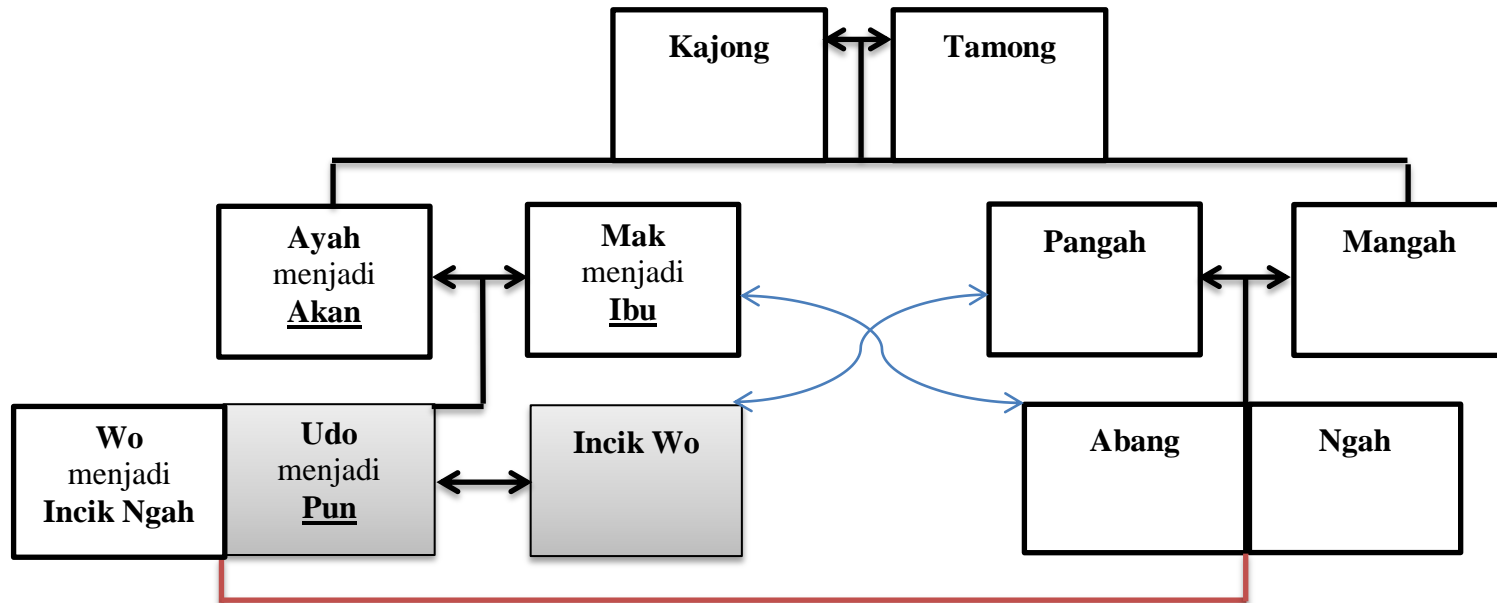 Kajong
Tamong
Ayah
menjadi
Akan
Mak
menjadi
Ibu
Pangah
Mangah
Wo
menjadi
Incik Ngah
Udo
menjadi
Pun
Incik Wo
Abang
Ngah